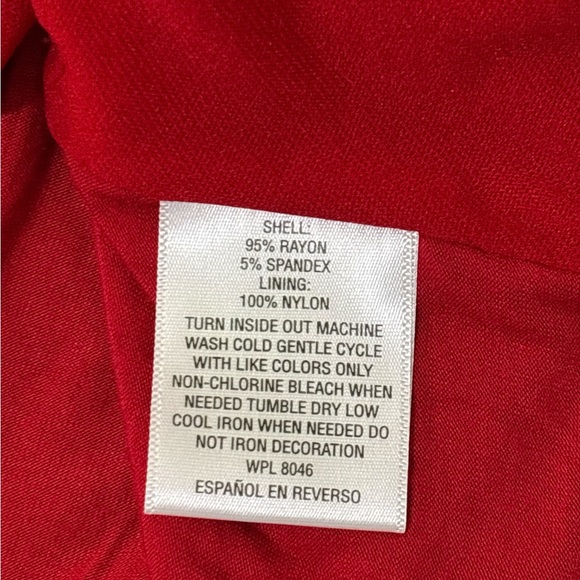 SHELL:
95% RAYON
5% SPANDEX
LINING:
100% NYLON
TURN INSIDE OUT MACHINE
WASH COLD GENTLE CYCLE
WITH LIKE COLORS ONLY
NON-CHLORINE BLEACH WHEN
NEEDED TUMBLE DRY LOW
COOL IRON WHEN NEEDED DO
NOT IRON DECORATION
WPL 8046
ESPAÑOL EN REVERSO